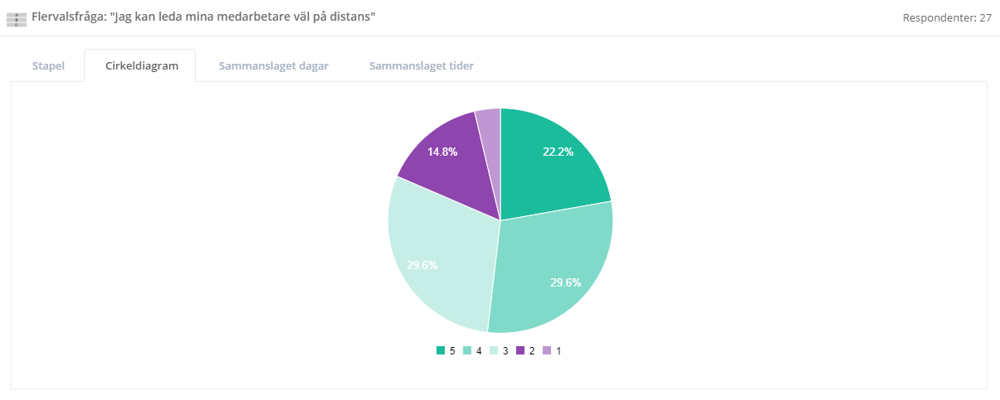 Flervalsfråga: "Jag kan leda mina medarbetare väl på distans"
Respondenter: 27
Stapel
Cirkeldiagram
Sammanslaget dagar
Sammanslaget tider
14.8%
22.2%
29.6%
29.6%
5 4 3 2 1